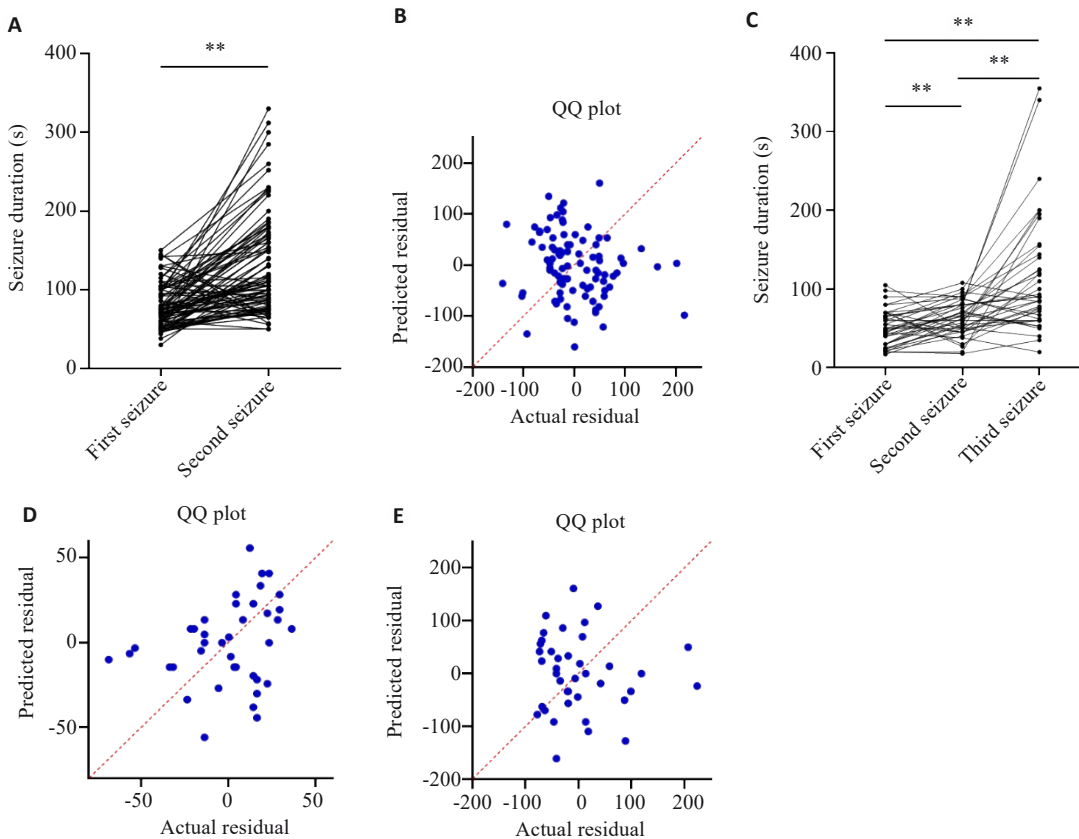 A
**
400
300
200
100
0
Seizure duration (s)
First seizure
Second seizure
B
QQ plot
200
100
0
-100
-200
Predicted residual
-200 -100 0 100 200
Actual residual
C
**
**
**
400
300
200
100
0
Seizure duration (s)
First seizure
Second seizure
Third seizure
D
QQ plot
50
0
-50
Predicted residual
-50 0 50
Actual residual
E
QQ plot
200
100
0
-100
-200
Predicted residual
-200 -100 0 100 200
Actual residual